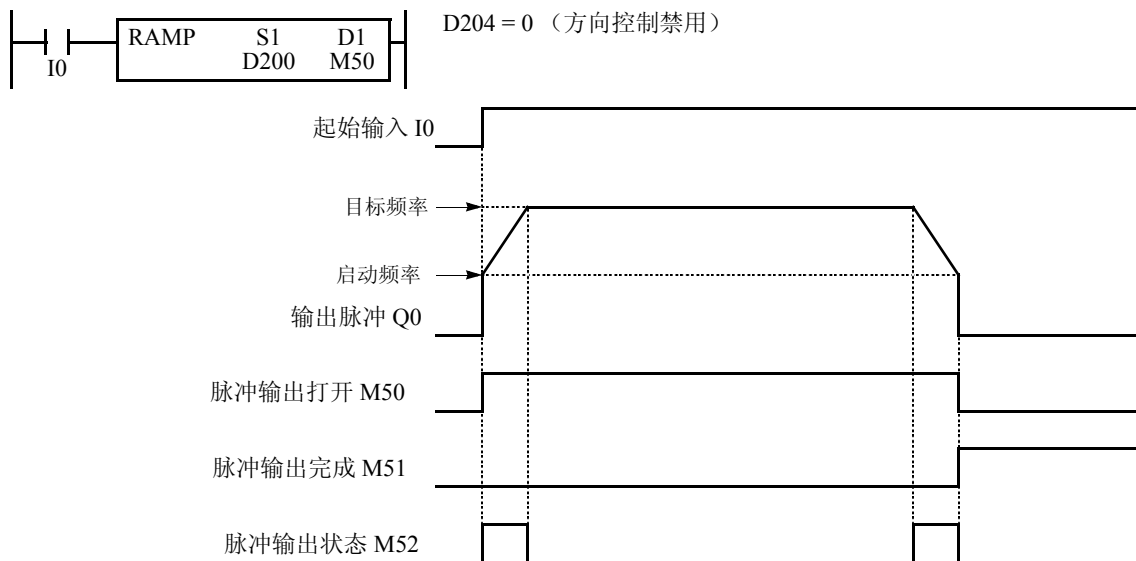 RAMP S1 D1 D204 = 0 （方向控制禁用）
D200 M50
I0
起始输入 I0
目标频率
启动频率
输出脉冲 Q0
脉冲输出打开 M50
脉冲输出完成 M51
脉冲输出状态 M52